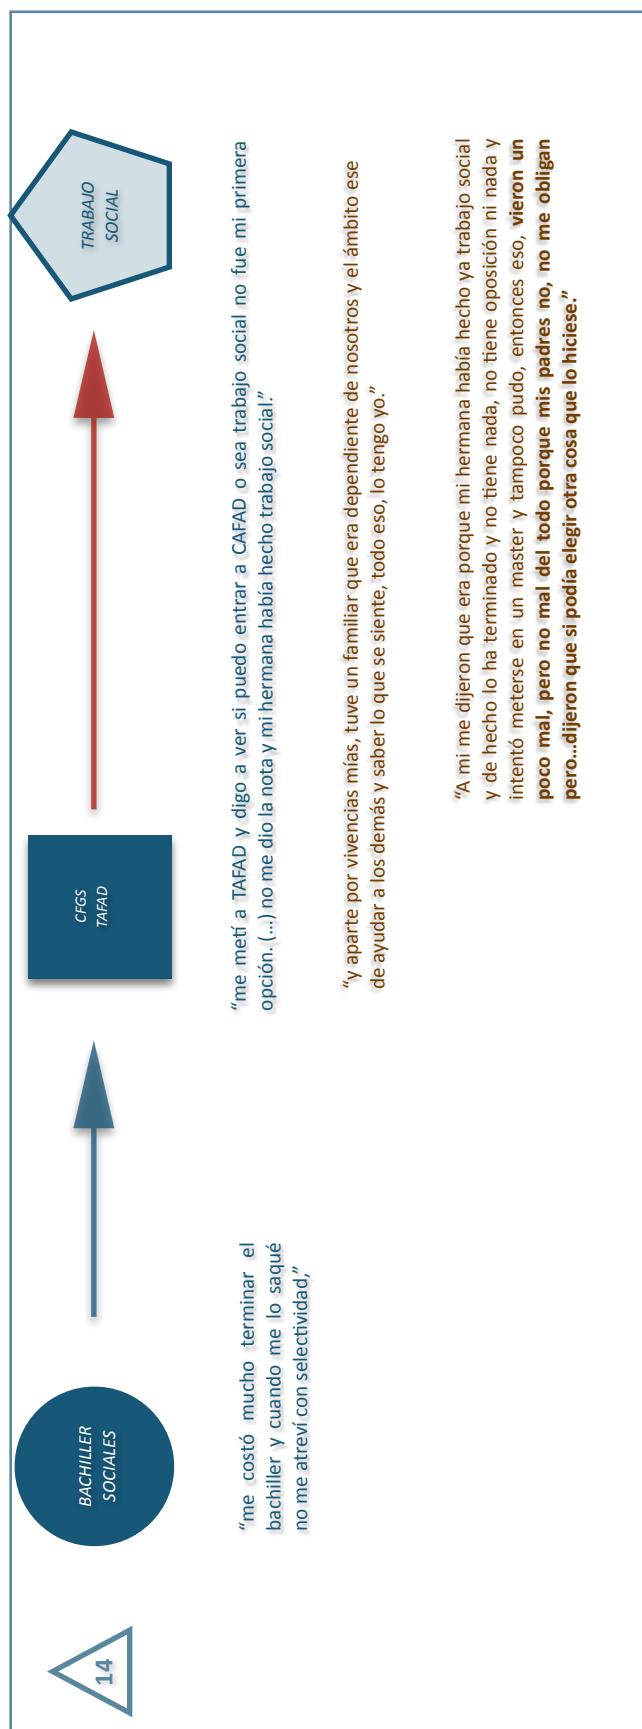 14
BACHILLER
SOCIALES
CFGS
TAFAD
TRABAJO
SOCIAL
“me costó mucho terminar el
bachiller y cuando me lo saqué
no me atreví con selectividad,”
“me metí a TAFAD y digo a ver si puedo entrar a CAFAD o sea trabajo social no fue mi primera
opción. (…) no me dio la nota y mi hermana había hecho trabajo social.”
“y aparte por vivencias mías, tuve un familiar que era dependiente de nosotros y el ámbito ese
de ayudar a los demás y saber lo que se siente, todo eso, lo tengo yo.”
“A mi me dijeron que era porque mi hermana había hecho ya trabajo social
y de hecho lo ha terminado y no tiene nada, no tiene oposición ni nada y
intentó meterse en un master y tampoco pudo, entonces eso, vieron un
poco mal, pero no mal del todo porque mis padres no, no me obligan
pero…dijeron que si podía elegir otra cosa que lo hiciese.”